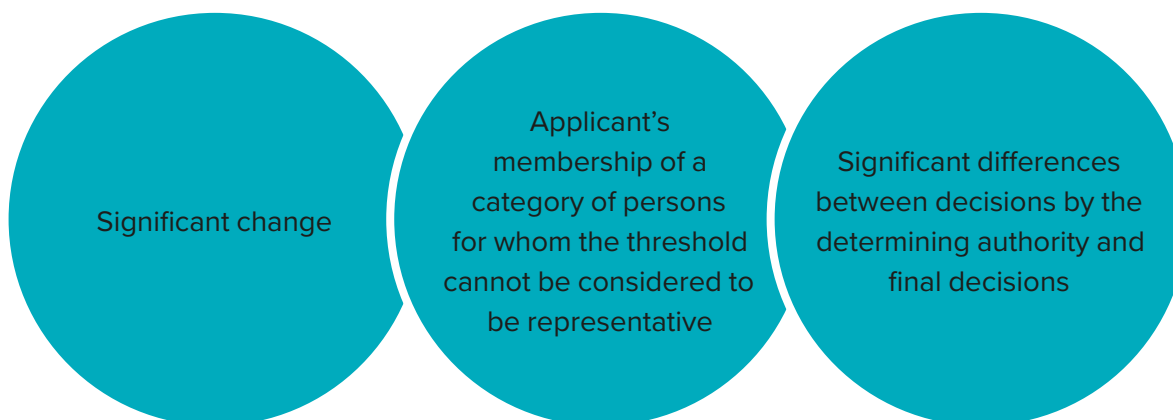 Significant change
Applicant’s
membership of a
category of persons
for whom the threshold
cannot be considered to
be representative
Significant differences
between decisions by the
determining authority and
final decisions